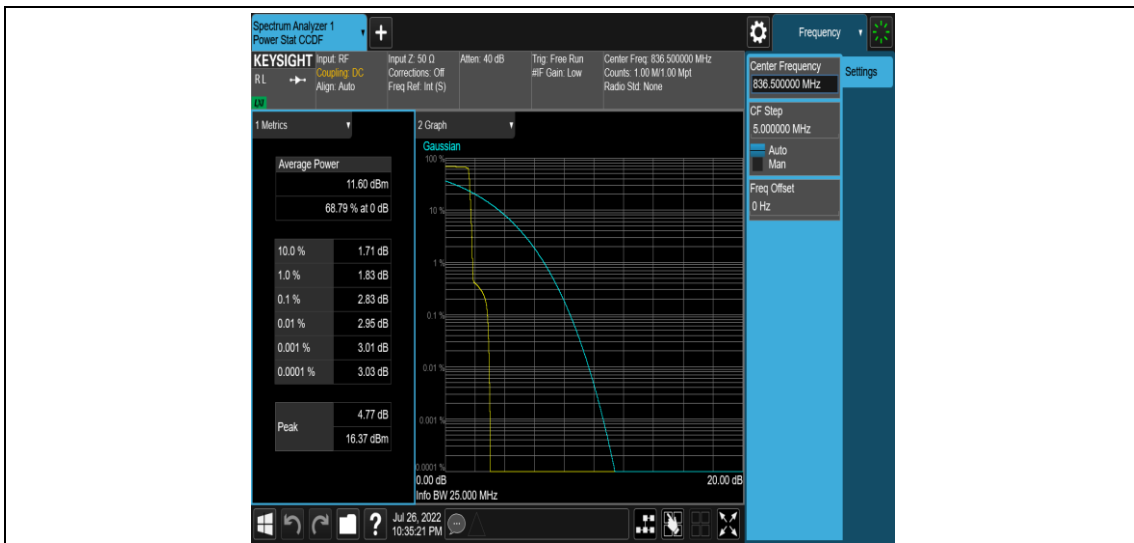 Spectrum Analyzer 1
Power Stat CCDF
+
Frequency
KEYSIGHT
RL
LXI
Input: RF
Coupling: DC
Align: Auto
Input Z: 50 Ω
Corrections: Off
Freq Ref: Int (S)
Atten: 40 dB
Trig: Free Run
#IF Gain: Low
Center Freq: 836.500000 MHz
Counts: 1.00 M/1.00 Mpt
Radio Std: None
Center Frequency
836.500000 MHz
Settings
CF Step
5.000000 MHz
Auto
Man
Freq Offset
0 Hz
1 Metrics
Average Power
11.60 dBm
68.79 % at 0 dB
10.0 % 1.71 dB
1.0 % 1.83 dB
0.1 % 2.83 dB
0.01 % 2.95 dB
0.001 % 3.01 dB
0.0001 % 3.03 dB
Peak
4.77 dB
16.37 dBm
2 Graph
Gaussian
100 %
10 %
1 %
0.1 %
0.01 %
0.001 %
0.0001 %
0.00 dB 20.00 dB
Info BW 25.000 MHz
?
Jul 26, 2022
10:35:21 PM